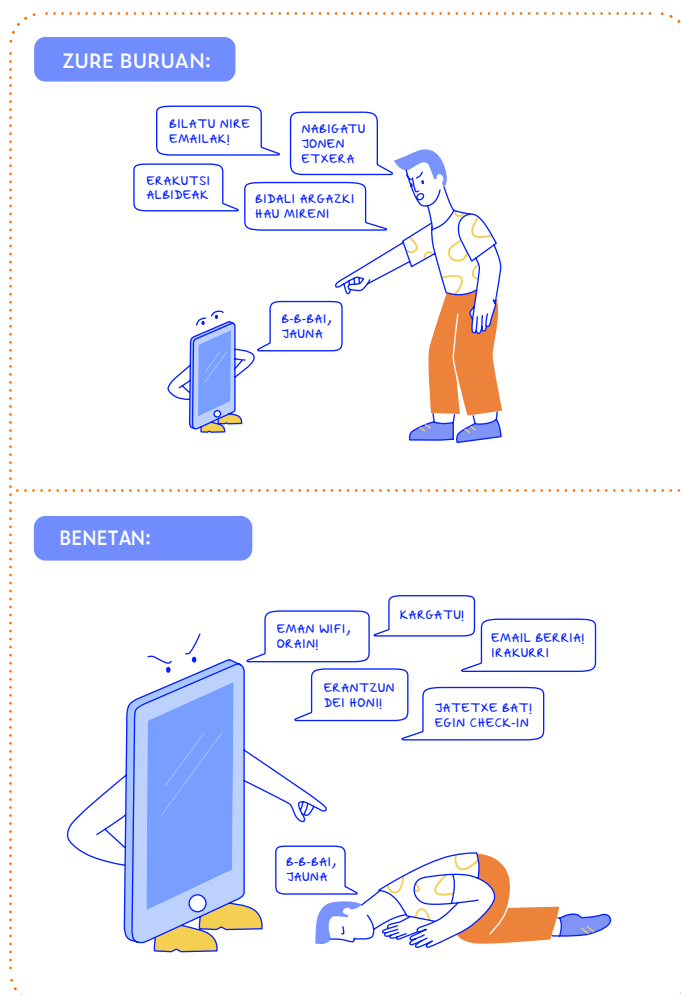 ZURE BURUAN:
BILATU NIRE
EMAILAK!
NABIGATU
JONEN
ETXERA
ERAKUTSI
ALBIDEAK
BIDALI ARGAZKI
HAU MIRENI
B-B-BAI,
JAUNA
BENETAN:
EMAN WIFI,
ORAIN!
KARGATU!
EMAIL BERRIA!
IRAKURRI
ERANTZUN
DEI HONI!
JATETXE BAT!
EGIN CHECK-IN
B-B-BAI,
JAUNA